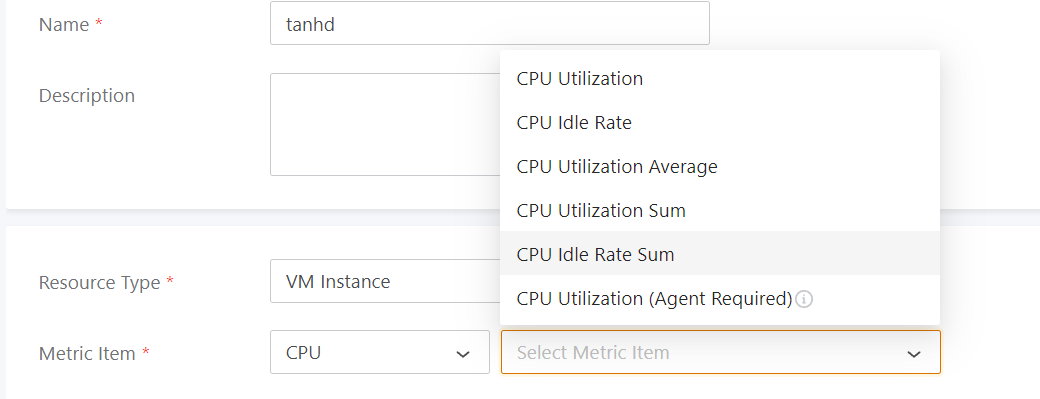 Name *
tanhd
Description
CPU Utilization
CPU Idle Rate
CPU Utilization Average
CPU Utilization Sum
CPU Idle Rate Sum
CPU Utilization (Agent Required)
Resource Type *
VM Instance
Metric Item *
CPU
Select Metric Item